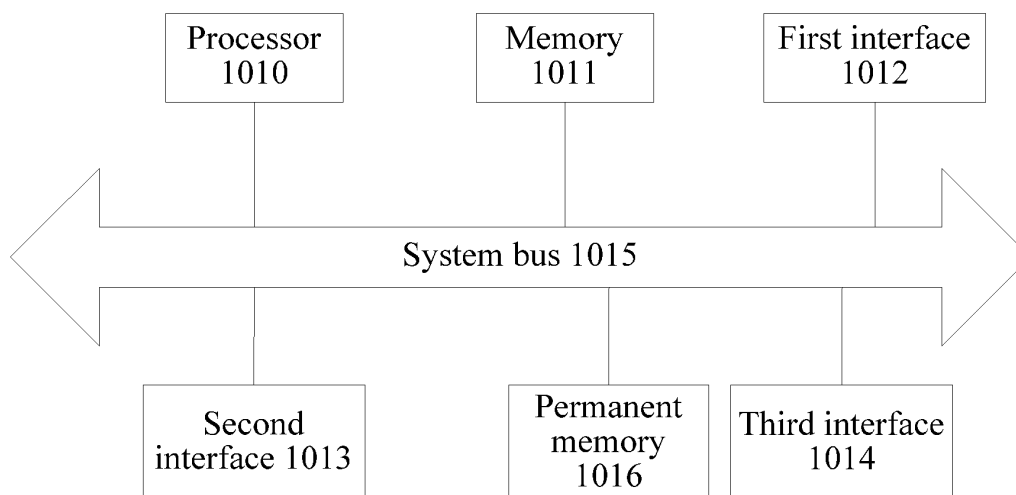 Processor
1010
Memory
1011
First interface
1012
System bus 1015
Second
interface 1013
Permanent
memory
1016
Third interface
1014